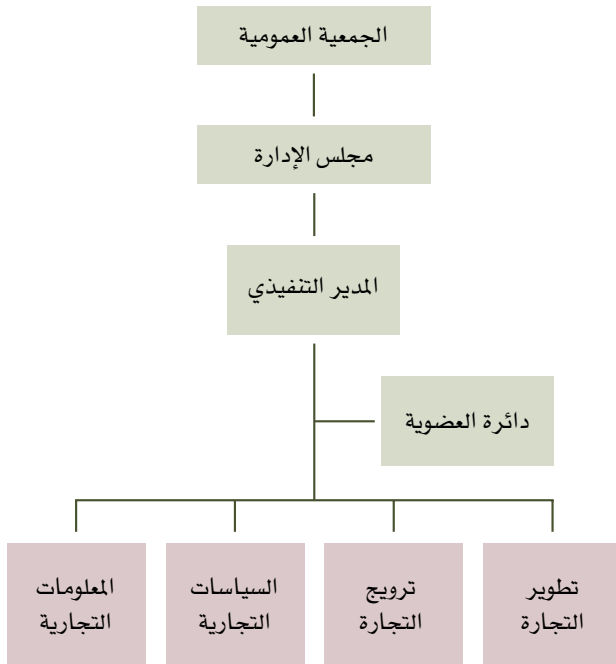 الجمعية العمومية
مجلس الإدارة
المدير التنفيذي
دائرة العضوية
تطوير
التجارة
ترويج
التجارة
السياسات
التجارية
المعلومات
التجارية